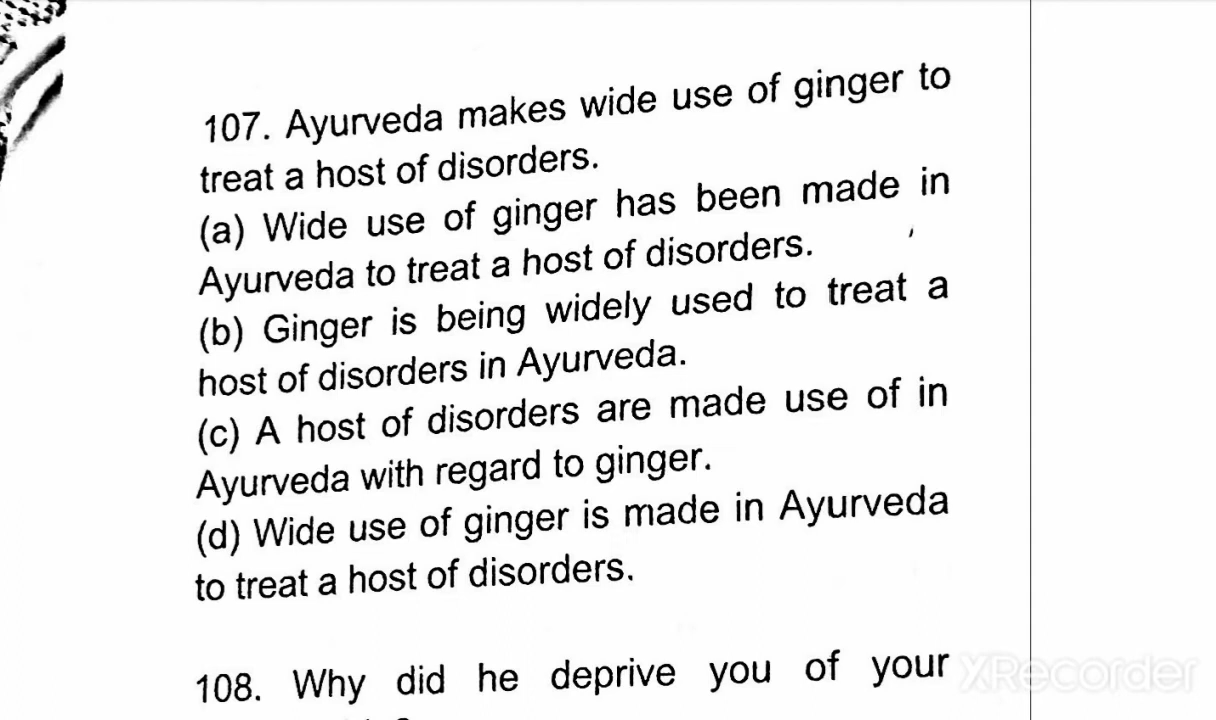 107. Ayurveda makes wide use of ginger to
treat a host of disorders.
(a) Wide use of ginger has been made in
Ayurveda to treat a host of disorders.
(b) Ginger is being widely used to treat a
host of disorders in Ayurveda.
(c) A host of disorders are made use of in
Ayurveda with regard to ginger.
(d) Wide use of ginger is made in Ayurveda
to treat a host of disorders.
108. Why did he deprive you of your
XRecorder